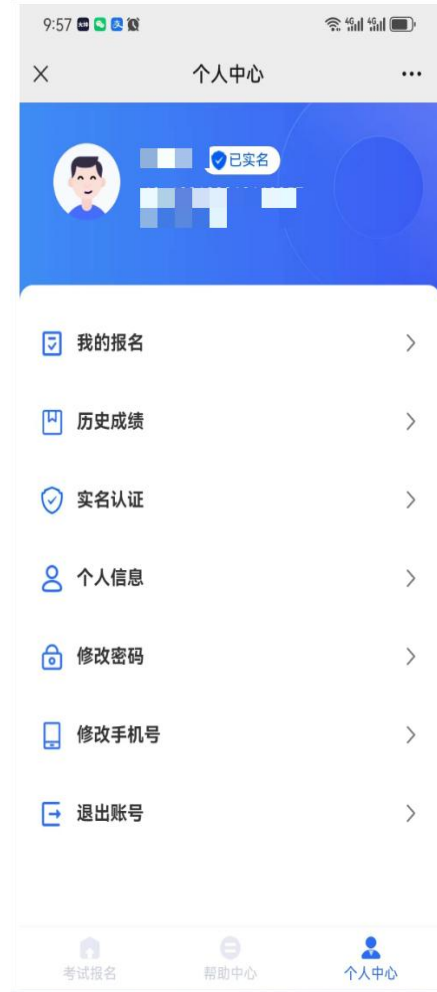 9:57
个人中心
已实名
我的报名
历史成绩
实名认证
个人信息
修改密码
修改手机号
退出账号
考试报名 帮助中心 个人中心